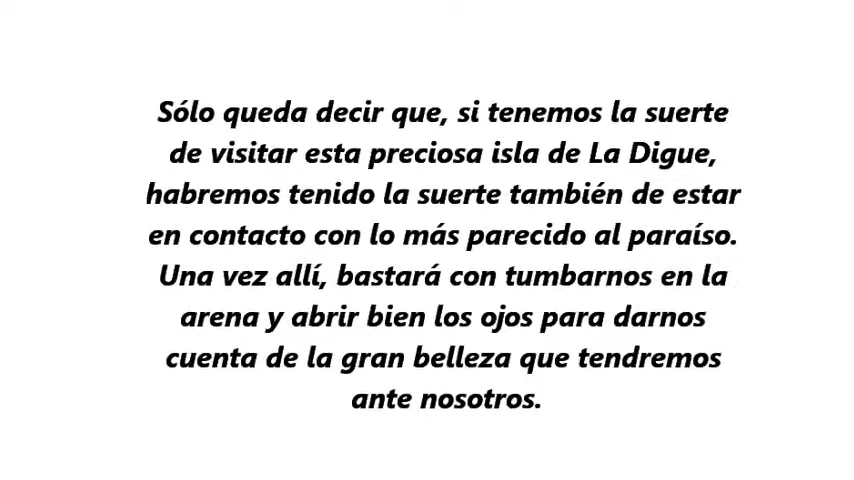 Sólo queda decir que, si tenemos la suerte
de visitar esta preciosa isla de La Digue,
habremos tenido la suerte también de estar
en contacto con lo más parecido al paraíso.
Una vez allí, bastará con tumbarnos en la
arena y abrir bien los ojos para darnos
cuenta de la gran belleza que tendremos
ante nosotros.